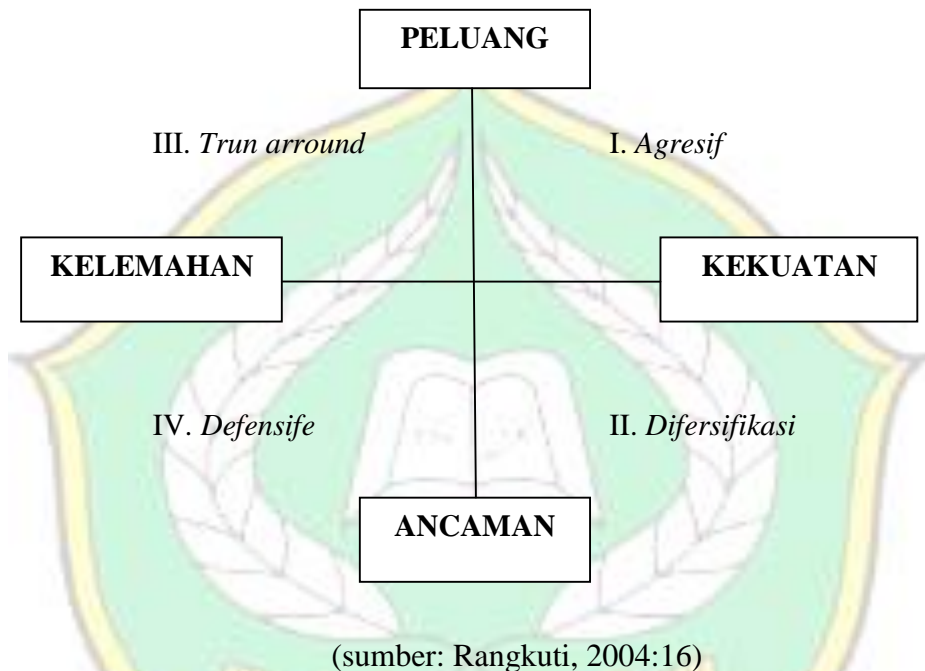 PELUANG
III. Trun arround
I. Agresif
KELEMAHAN
KEKUATAN
IV. Defensife
II. Difersifikasi
ANCAMAN
(sumber: Rangkuti, 2004:16)